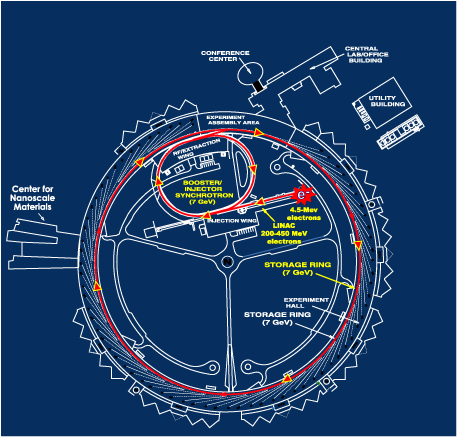 CONFERENCE
CENTER
CENTRAL
LAB/OFFICE
BUILDING
UTILITY
BUILDING
EXPERIMENT
ASSEMBLY AREA
RF/EXTRACTION
WING
BOOSTER/
INJECTOR
SYNCHROTRON
(7 GeV)
Center for
Nanoscale
Materials
4.5-Mev
electrons
INJECTION WING
LINAC
200-450 MeV
electrons
STORAGE RING
(7 GeV)
EXPERIMENT
HALL
STORAGE RING
(7 GeV)